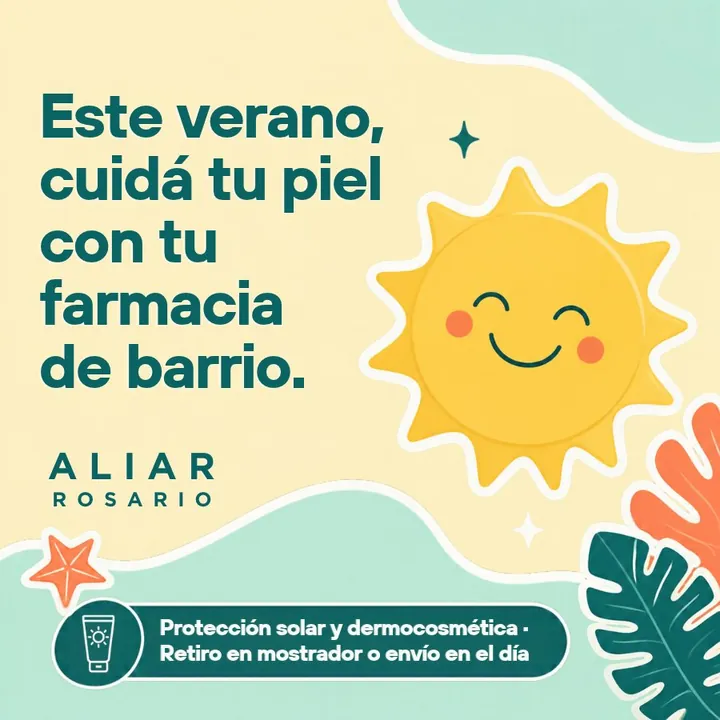 Este verano,
cuidá tu piel
con tu
farmacia
de barrio.
ALIAR
ROSARIO
Protección solar y dermocosmética ·
Retiro en mostrador o envío en el día